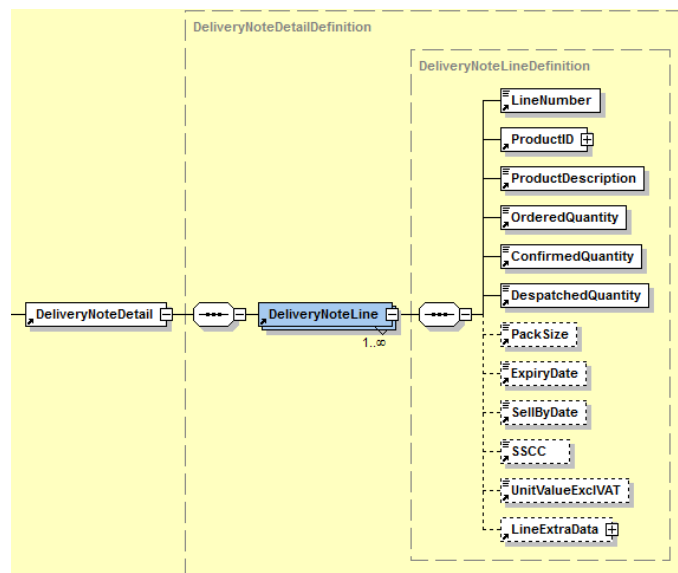 DeliveryNoteDetailDefinition
DeliveryNoteLineDefinition
LineNumber
ProductID
ProductDescription
OrderedQuantity
ConfirmedQuantity
DeliveryNoteDetail
DeliveryNoteLine
1..∞
DespatchedQuantity
PackSize
ExpiryDate
SellByDate
SSCC
UnitValueExclVAT
LineExtraData